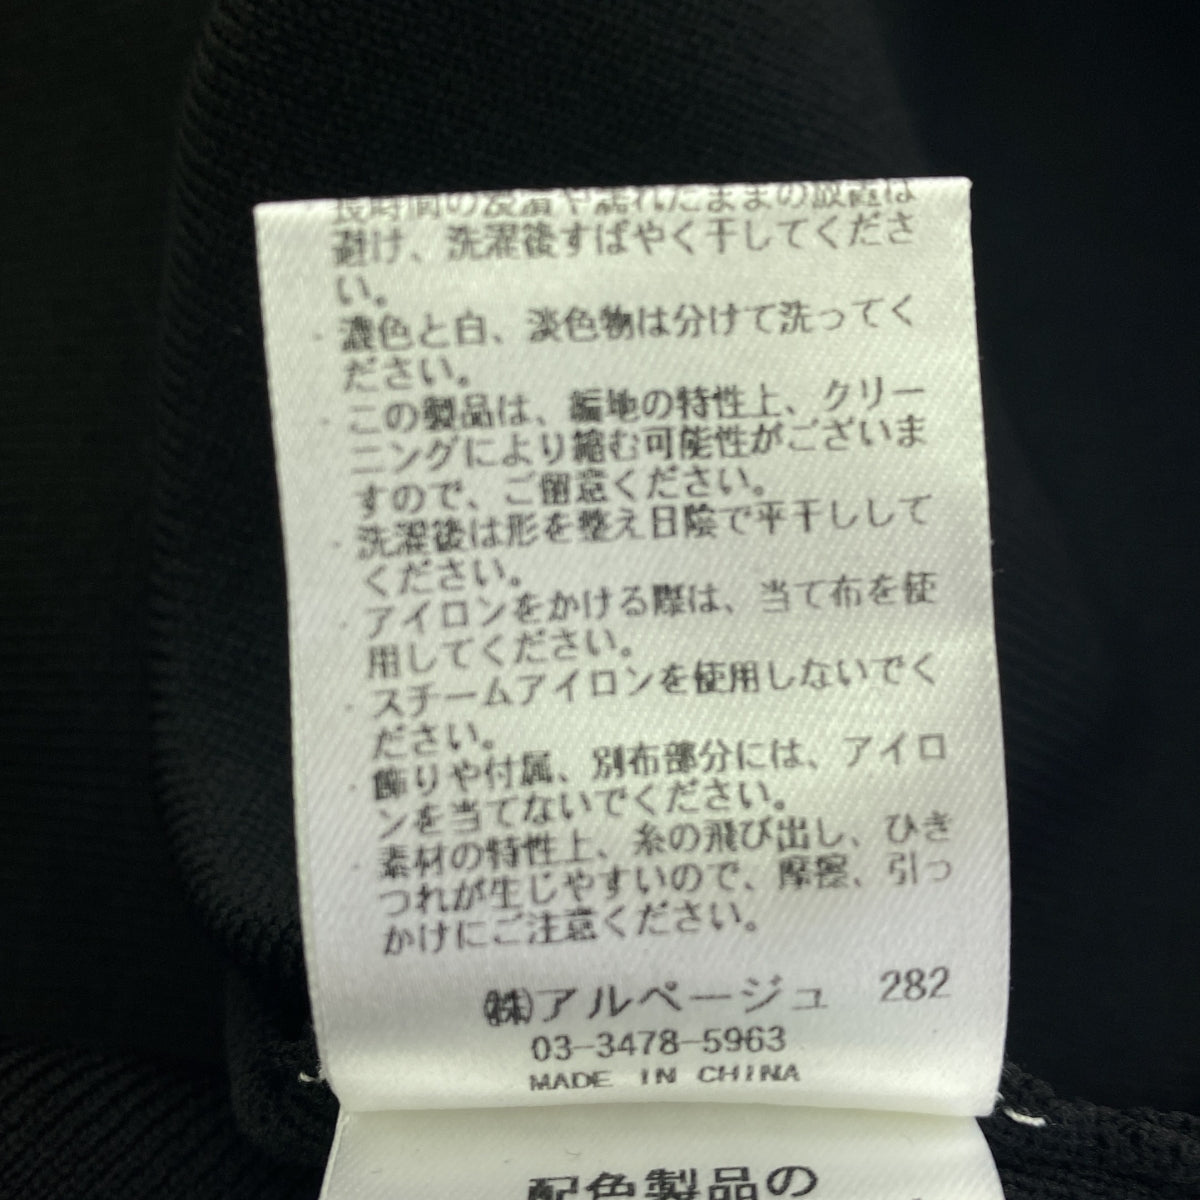 長時間の浸漬や濡れたままの放置は
避け、洗濯後すばやく干してくださ
い。
・濃色と白、淡色物は分けて洗ってく
ださい。
・この製品は、編地の特性上、クリー
ニングにより縮む可能性がございま
すので、ご留意ください。
・洗濯後は形を整え日陰で平干しして
ください。
・アイロンをかける際は、当て布を使
用してください。
・スチームアイロンを使用しないでく
ださい。
・飾りや付属、別布部分には、アイロ
ンを当てないでください。
・素材の特性上、糸の飛び出し、ひき
つれが生じやすいので、摩擦、引っ
かけにご注意ください。
㈱アルページュ 282
03-3478-5963
MADE IN CHINA
配色製品の